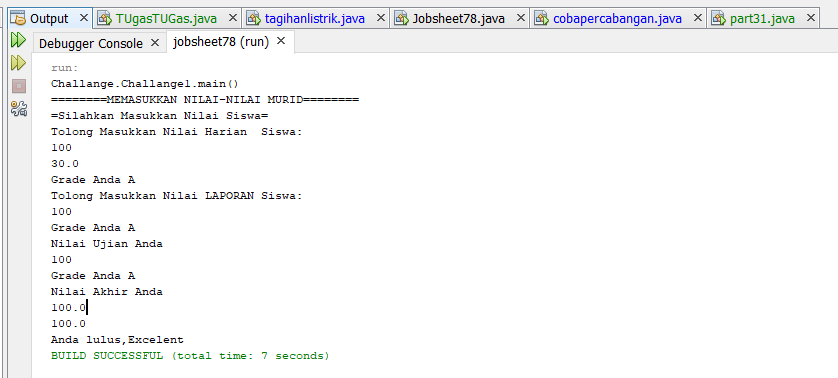 Output × TUgasTUGas.java × tagihanlistrik.java × Jobsheet78.java × cobapercabangan.java × part31.java ×
Debugger Console × jobsheet78 (run) ×
run:
Challange.Challange1.main()
========MEMASUKKAN NILAI-NILAI MURID========
=Silahkan Masukkan Nilai Siswa=
Tolong Masukkan Nilai Harian  Siswa:
100
30.0
Grade Anda A
Tolong Masukkan Nilai LAPORAN Siswa:
100
Grade Anda A
Nilai Ujian Anda
100
Grade Anda A
Nilai Akhir Anda
100.0
100.0
Anda lulus,Excelent
BUILD SUCCESSFUL (total time: 7 seconds)